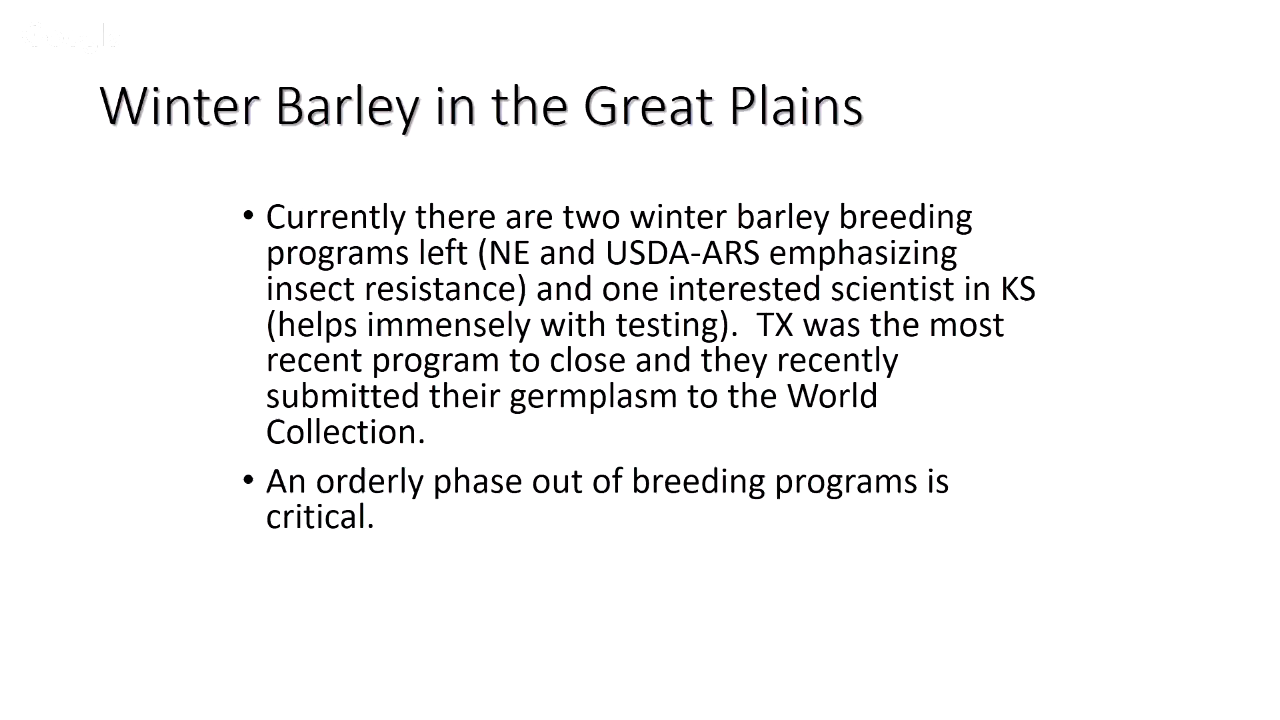 Winter Barley in the Great Plains
• Currently there are two winter barley breeding
programs left (NE and USDA-ARS emphasizing
insect resistance) and one interested scientist in KS
(helps immensely with testing).  TX was the most
recent program to close and they recently
submitted their germplasm to the World
Collection.
• An orderly phase out of breeding programs is
critical.